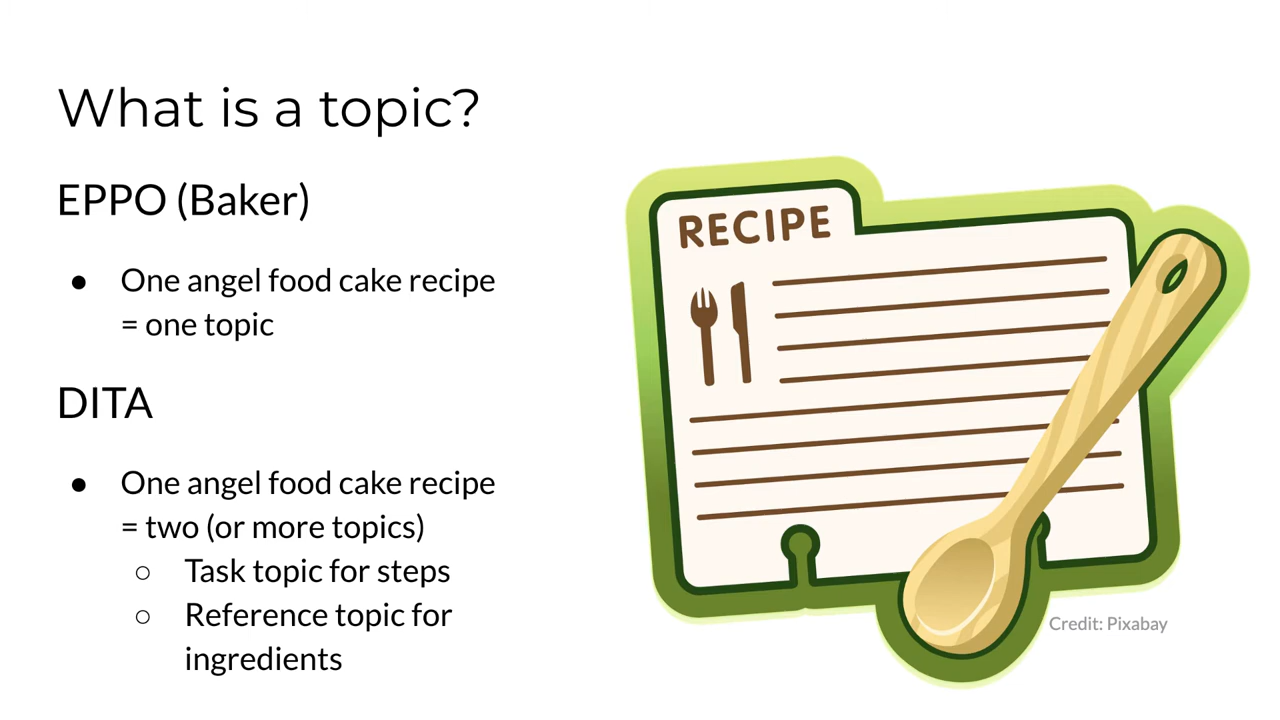 What is a topic?
EPPO (Baker)
● One angel food cake recipe
= one topic
DITA
● One angel food cake recipe
= two (or more topics)
○ Task topic for steps
○ Reference topic for
ingredients
RECIPE
Credit: Pixabay